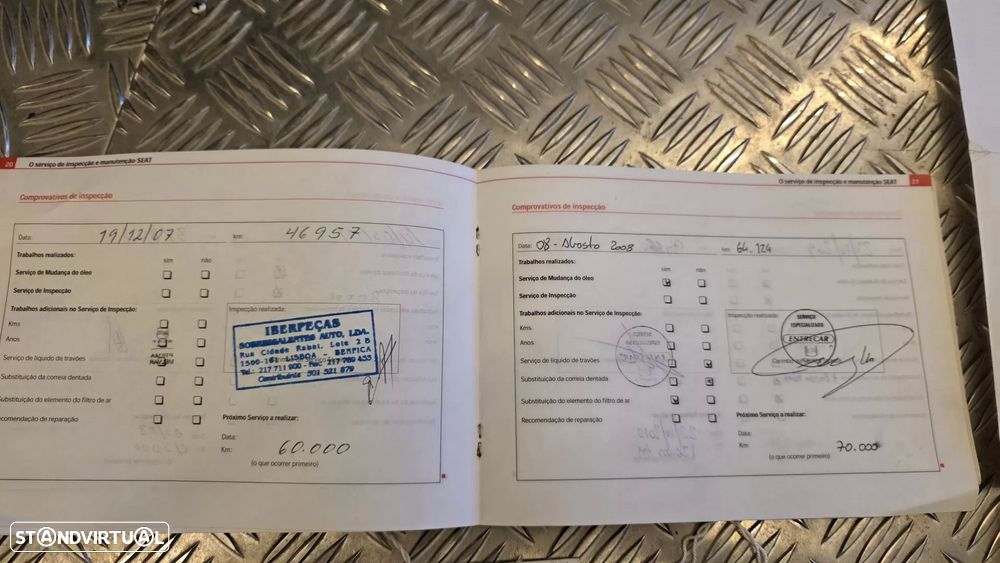 20 O serviço de inspecção e manutenção SEAT
Comprovativos de inspecção
Data: 19/12/07 km: 46957
Trabalhos realizados: sim não
Serviço de Mudança do óleo
Serviço de Inspecção
Trabalhos adicionais no Serviço de Inspecção:
Inspecção realizada:
Kms
Anos
Serviço de líquido de travões
Substituição da correia dentada
Substituição do elemento do filtro de ar
Recomendação de reparação
IBERPEÇAS
SOBRESSALENTES AUTO, LDA.
Rua Cidade Rabat, Lote 2 B
1500-161 LISBOA - BENFICA
Tel.: 217 711 900 - Fax: 217 780 455
Contribuinte 501 521 879
Próximo Serviço a realizar:
Data:
Km: 60.000
(o que ocorrer primeiro)
O serviço de inspecção e manutenção SEAT 21
Comprovativos de inspecção
Data: 08 - Agosto 2008 km 64.124
Trabalhos realizados: sim não
Serviço de Mudança do óleo
Serviço de Inspecção
Trabalhos adicionais no Serviço de Inspecção:
Inspecção realizada:
Kms
Anos
Serviço de líquido de travões
Substituição da correia dentada
Substituição do elemento do filtro de ar
Recomendação de reparação
SERVIÇO
ESPECIALIZADO
ENTRECAR
Próximo Serviço a realizar:
Data:
Km: 70.000
(o que ocorrer primeiro)
STANDVIRTUAL